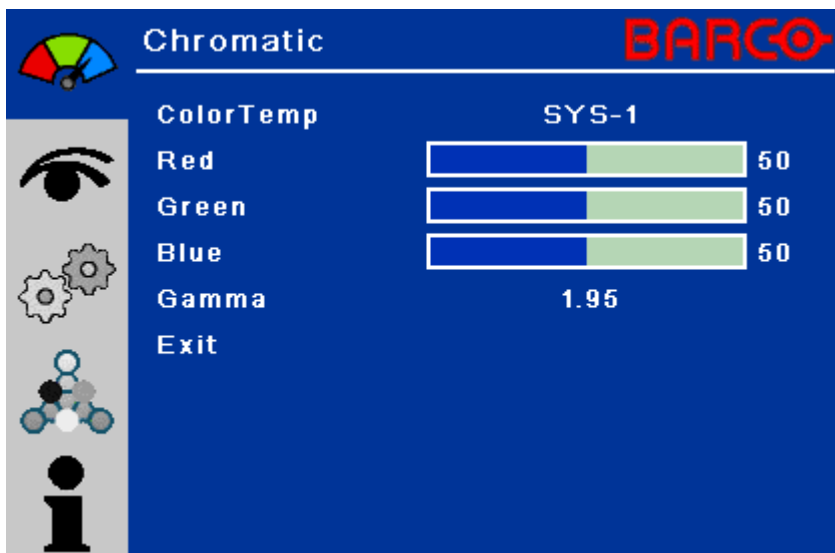 Chromatic BARCO
ColorTemp SYS-1
Red 50
Green 50
Blue 50
Gamma 1.95
Exit